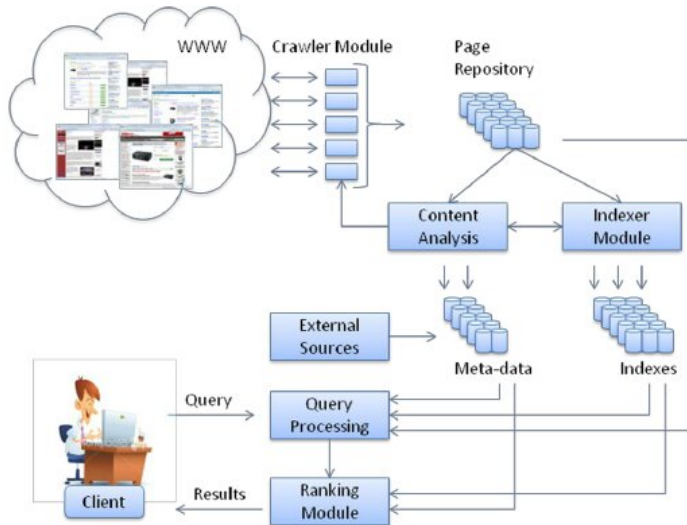 WWW
Crawler Module
Page
Repository
Content
Analysis
Indexer
Module
External
Sources
Meta-data
Indexes
Query
Query
Processing
Client
Results
Ranking
Module